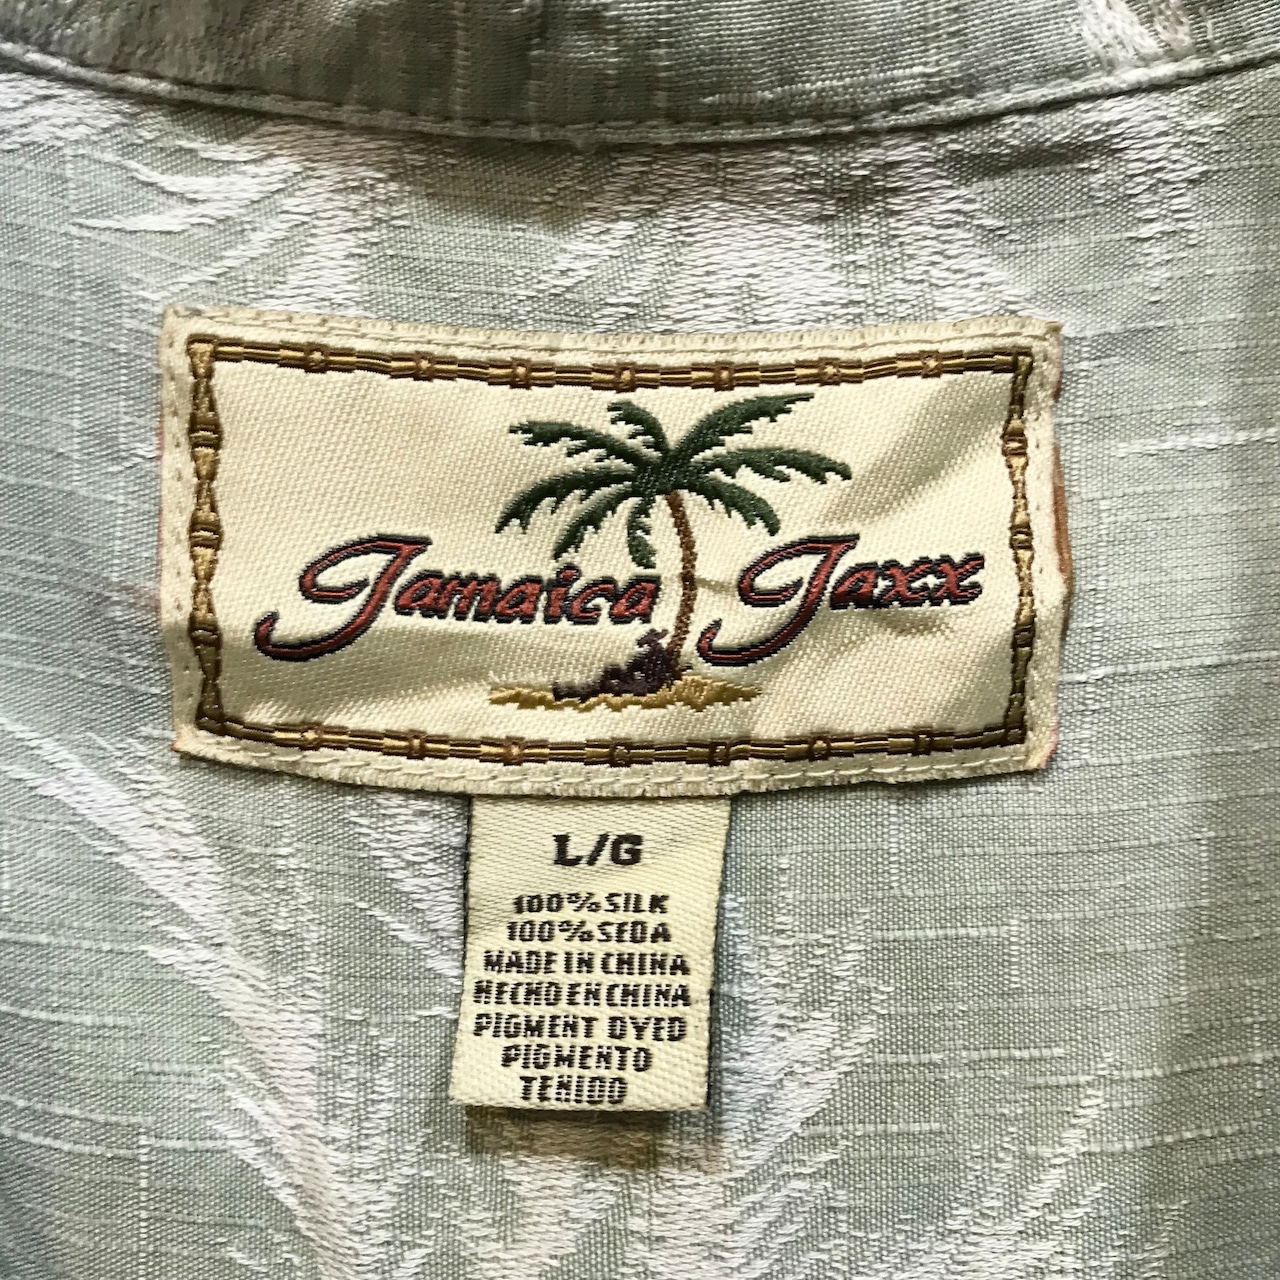 Jamaica Jaxx
L/G
100% SILK
100% SEDA
MADE IN CHINA
HECHO EN CHINA
PIGMENT DYED
PIGMENTO
TENIDO